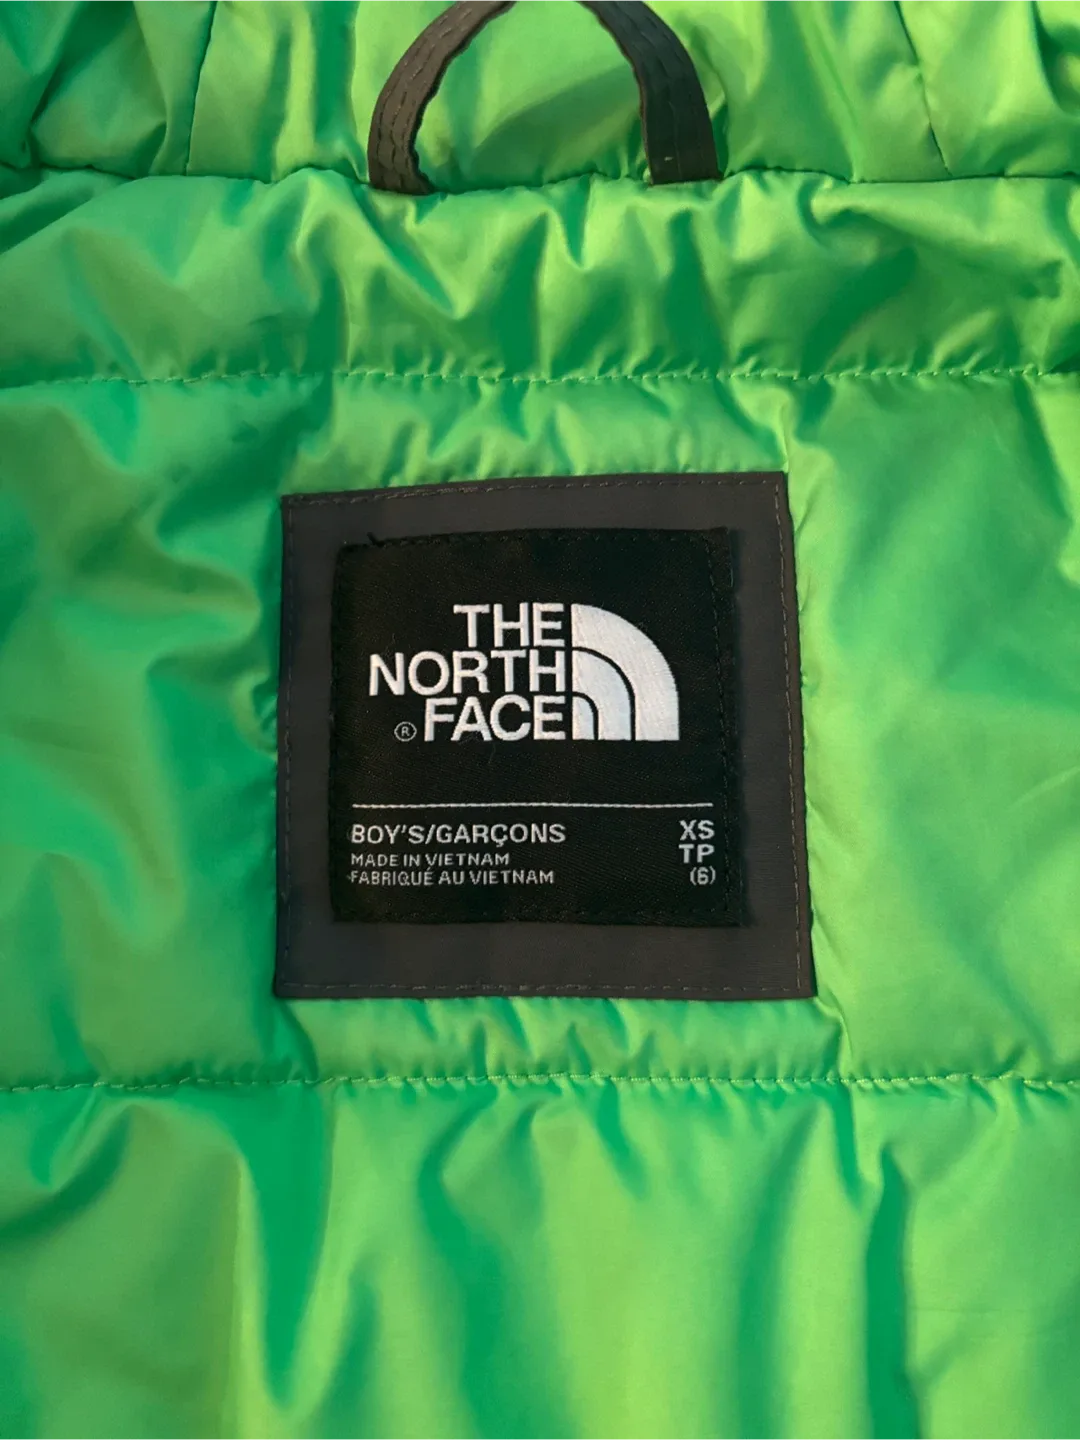 THE
NORTH
® FACE
BOY'S/GARÇONS XS
MADE IN VIETNAM TP
FABRIQUÉ AU VIETNAM (6)